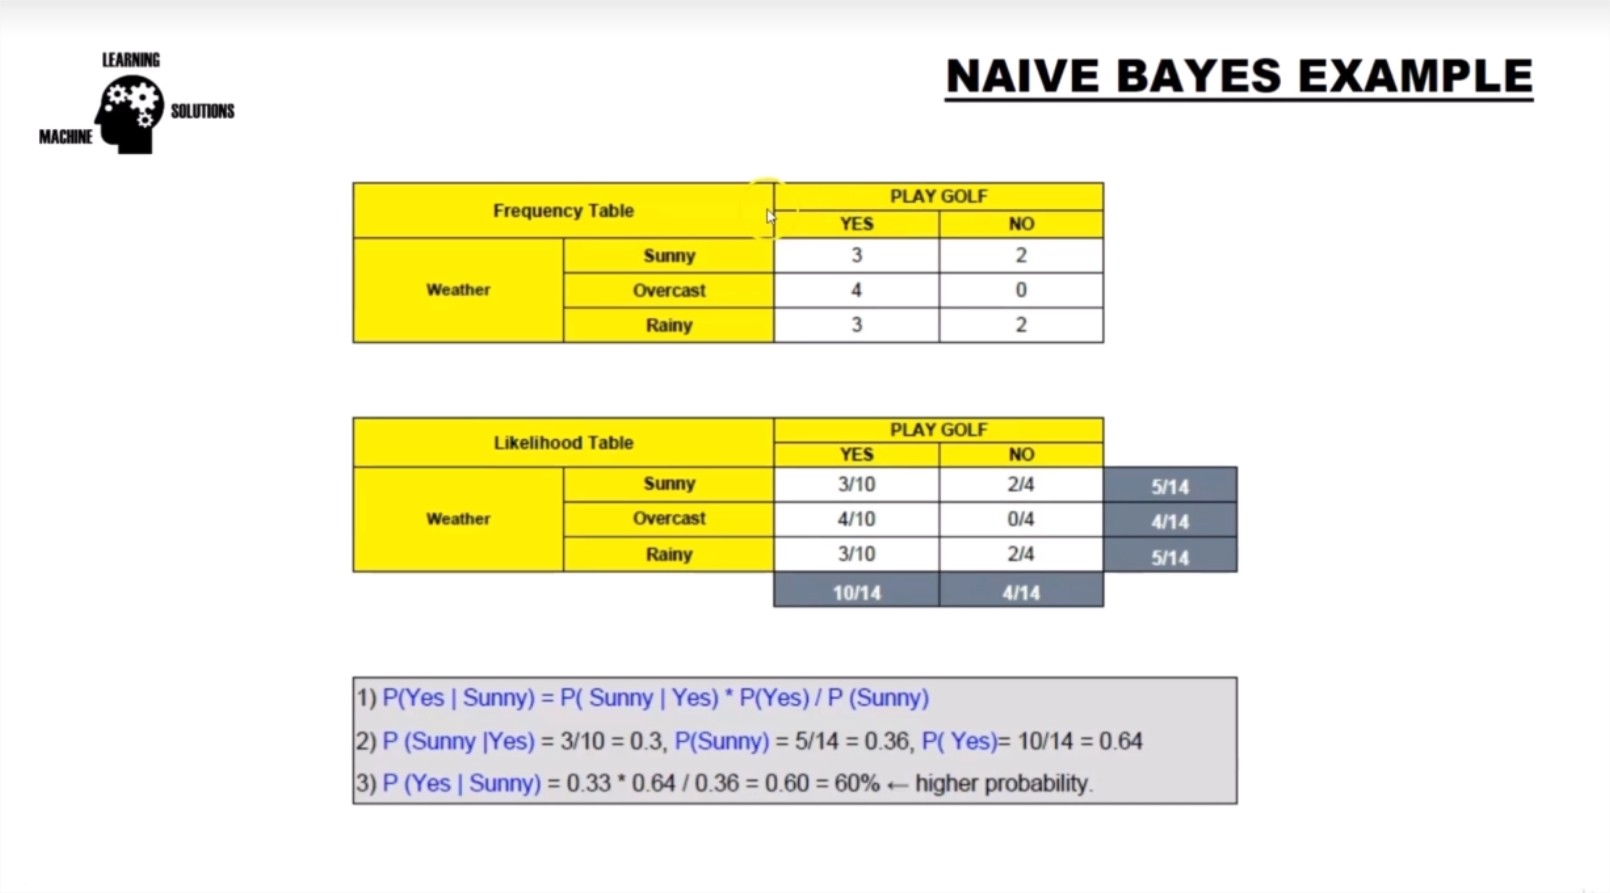 LEARNING
SOLUTIONS
MACHINE
NAIVE BAYES EXAMPLE
Frequency Table
PLAY GOLF
YES NO
Weather
Sunny 3 2
Overcast 4 0
Rainy 3 2
Likelihood Table
PLAY GOLF
YES NO
Weather
Sunny 3/10 2/4 5/14
Overcast 4/10 0/4 4/14
Rainy 3/10 2/4 5/14
10/14 4/14
1) P(Yes | Sunny) = P( Sunny | Yes) * P(Yes) / P (Sunny)
2) P (Sunny |Yes) = 3/10 = 0.3, P(Sunny) = 5/14 = 0.36, P( Yes)= 10/14 = 0.64
3) P (Yes | Sunny) = 0.33 * 0.64 / 0.36 = 0.60 = 60% ← higher probability.